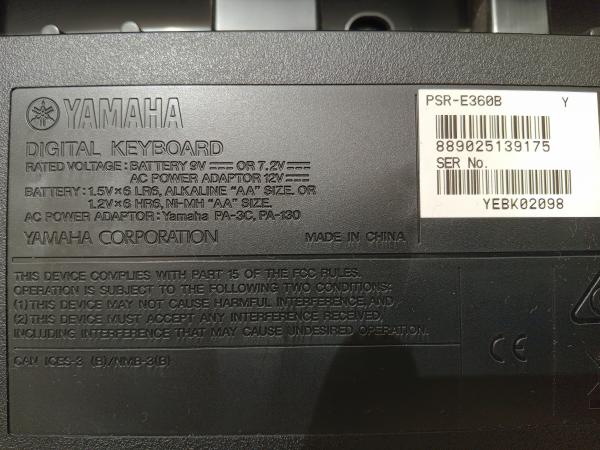 YAMAHA
DIGITAL KEYBOARD
RATED VOLTAGE : BATTERY 9V ⎓ OR 7.2V ⎓
AC POWER ADAPTOR 12V ⎓
BATTERY : 1.5V×6 LR6, ALKALINE "AA" SIZE. OR
1.2V×6 HR6, NI-MH "AA" SIZE.
AC POWER ADAPTOR : Yamaha PA-3C, PA-130
YAMAHA CORPORATION MADE IN CHINA
PSR-E360B Y
889025139175
SER No.
YEBK02098
THIS DEVICE COMPLIES WITH PART 15 OF THE FCC RULES.
OPERATION IS SUBJECT TO THE FOLLOWING TWO CONDITIONS:
(1) THIS DEVICE MAY NOT CAUSE HARMFUL INTERFERENCE, AND
(2) THIS DEVICE MUST ACCEPT ANY INTERFERENCE RECEIVED,
INCLUDING INTERFERENCE THAT MAY CAUSE UNDESIRED OPERATION.
CAN ICES-3 (B)/NMB-3(B)
CE